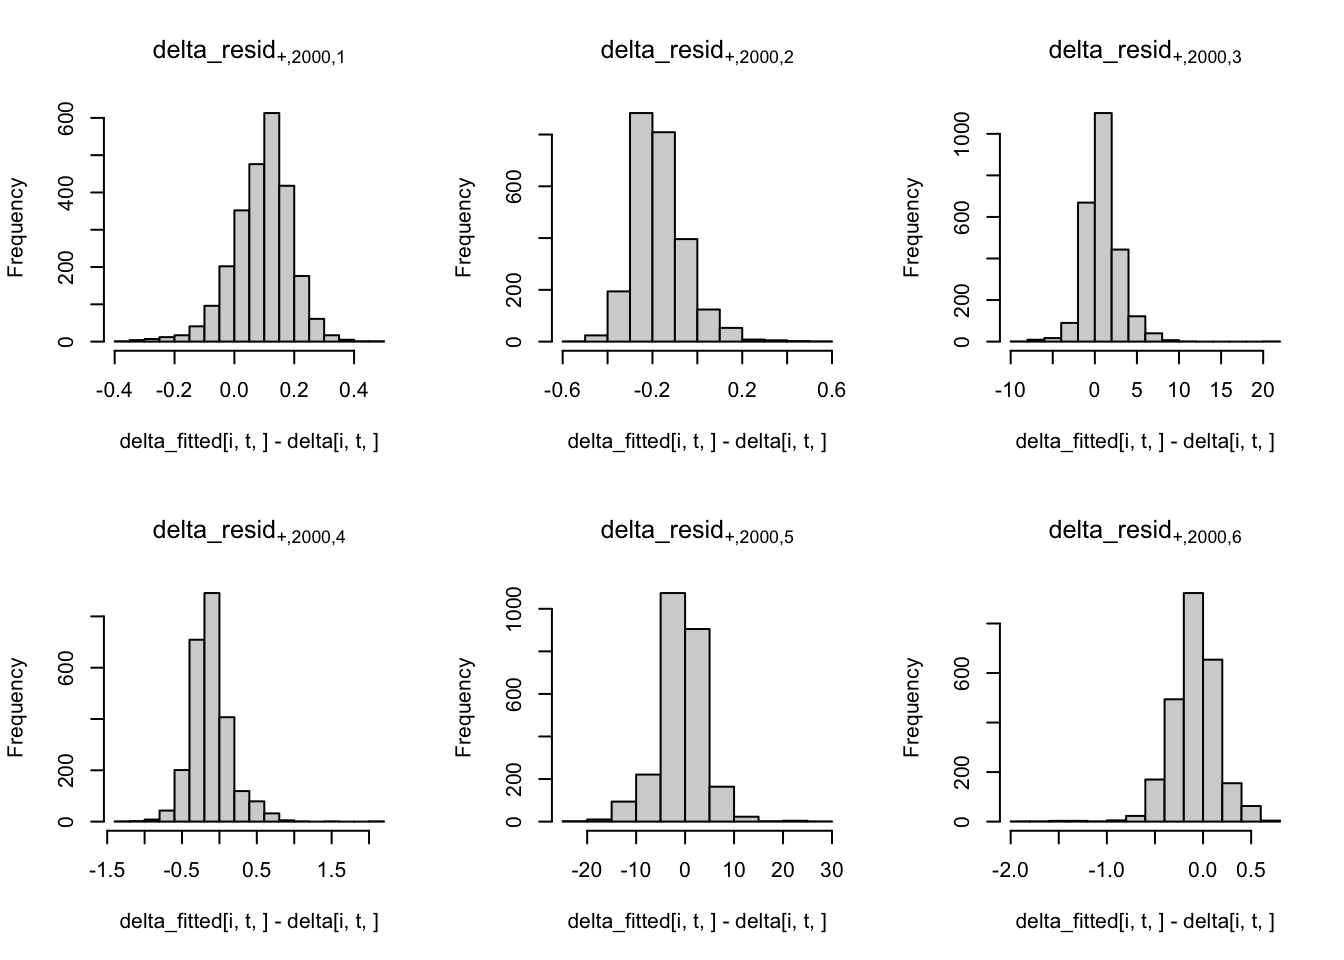 delta_resid+,2000,1
Frequency
0 200 400 600
-0.4 -0.2 0.0 0.2 0.4
delta_fitted[i, t, ] - delta[i, t, ]
delta_resid+,2000,2
Frequency
0 200 600
-0.6 -0.2 0.2 0.6
delta_fitted[i, t, ] - delta[i, t, ]
delta_resid+,2000,3
Frequency
0 200 600 1000
-10 0 5 10 15 20
delta_fitted[i, t, ] - delta[i, t, ]
delta_resid+,2000,4
Frequency
0 200 600
-1.5 -0.5 0.5 1.5
delta_fitted[i, t, ] - delta[i, t, ]
delta_resid+,2000,5
Frequency
0 200 600 1000
-20 -10 0 10 20 30
delta_fitted[i, t, ] - delta[i, t, ]
delta_resid+,2000,6
Frequency
0 200 600
-2.0 -1.0 0.0 0.5
delta_fitted[i, t, ] - delta[i, t, ]